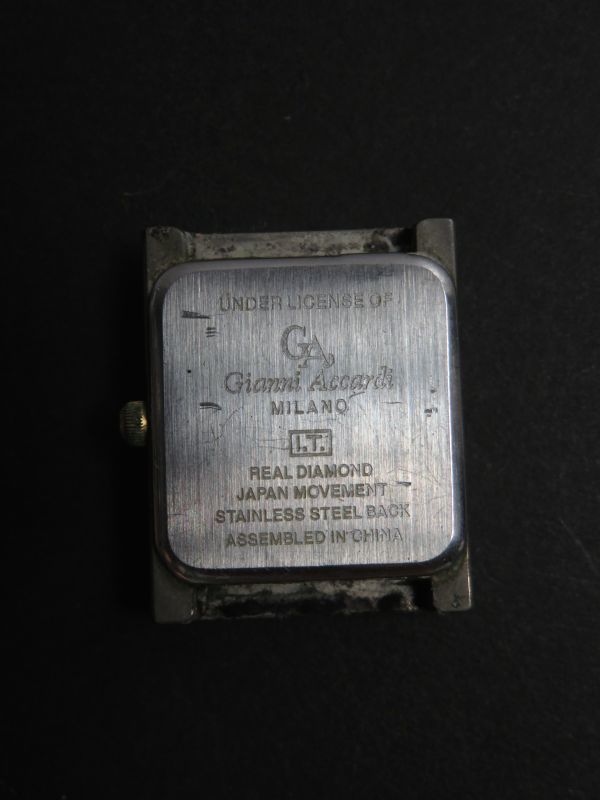 UNDER LICENSE OF
GA
Gianni Accardi
MILANO
I.T.
REAL DIAMOND
JAPAN MOVEMENT
STAINLESS STEEL BACK
ASSEMBLED IN CHINA